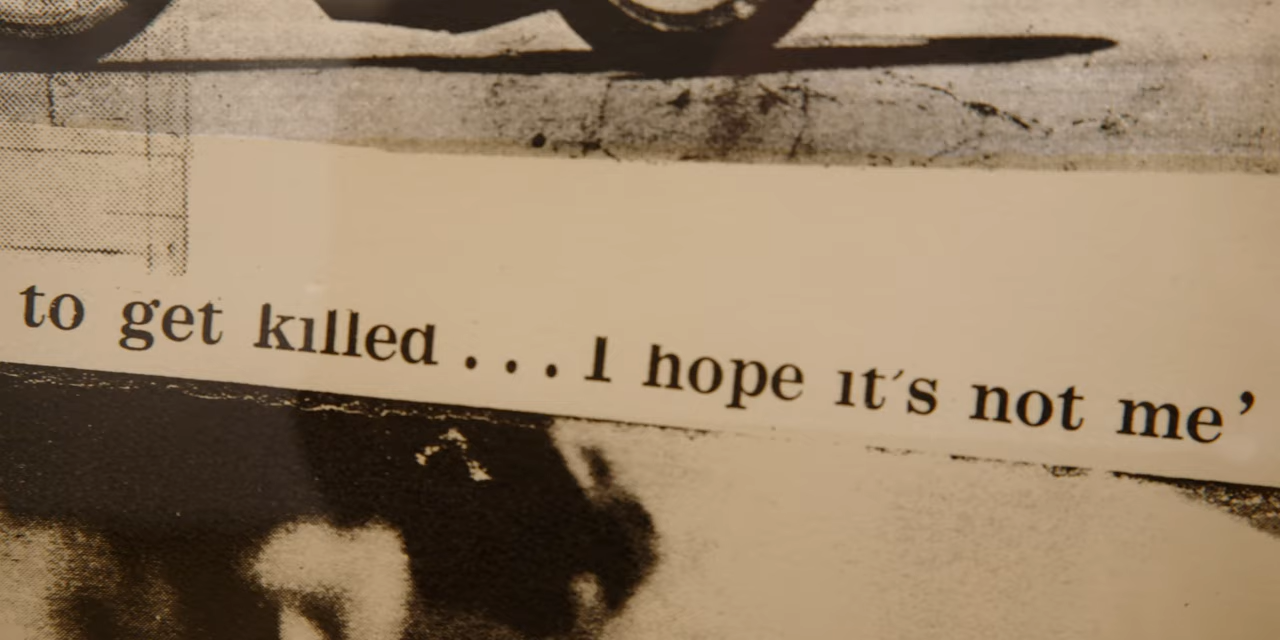 to get killed . . . I hope it's not me’